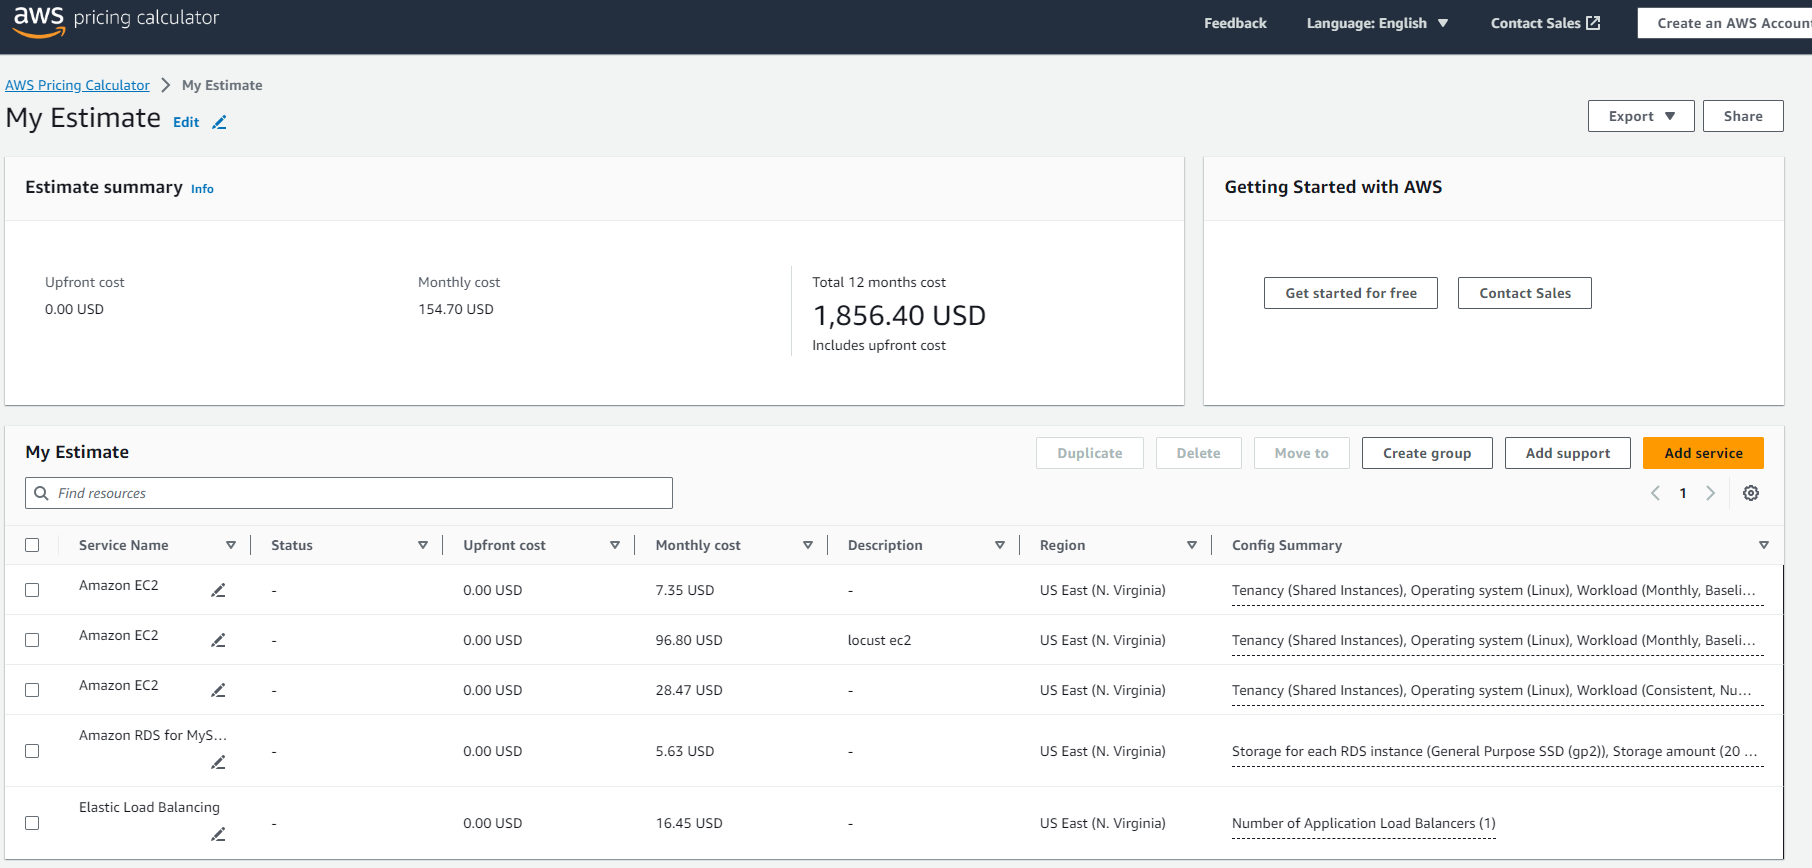 aws pricing calculator
Feedback Language: English Contact Sales Create an AWS Accoun
AWS Pricing Calculator My Estimate
My Estimate Edit
Export Share
Estimate summary Info
Getting Started with AWS
Upfront cost Monthly cost Total 12 months cost
0.00 USD 154.70 USD 1,856.40 USD
Includes upfront cost
Get started for free Contact Sales
My Estimate
Duplicate Delete Move to Create group Add support Add service
Find resources
1
Service Name Status Upfront cost Monthly cost Description Region Config Summary
Amazon EC2 - 0.00 USD 7.35 USD - US East (N. Virginia) Tenancy (Shared Instances), Operating system (Linux), Workload (Monthly, Baseli...
Amazon EC2 - 0.00 USD 96.80 USD locust ec2 US East (N. Virginia) Tenancy (Shared Instances), Operating system (Linux), Workload (Monthly, Baseli...
Amazon EC2 - 0.00 USD 28.47 USD - US East (N. Virginia) Tenancy (Shared Instances), Operating system (Linux), Workload (Consistent, Nu...
Amazon RDS for MyS... - 0.00 USD 5.63 USD - US East (N. Virginia) Storage for each RDS instance (General Purpose SSD (gp2)), Storage amount (20 ...
Elastic Load Balancing - 0.00 USD 16.45 USD - US East (N. Virginia) Number of Application Load Balancers (1)